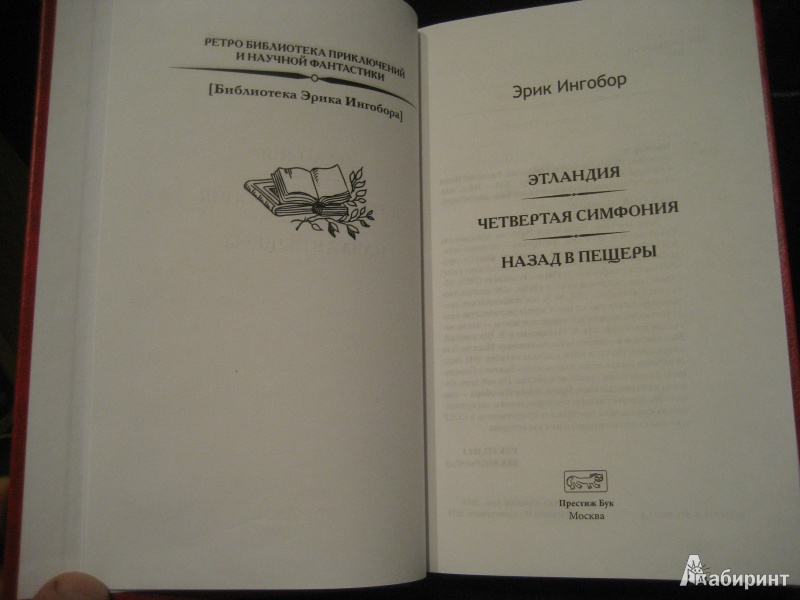 РЕТРО БИБЛИОТЕКА ПРИКЛЮЧЕНИЙ
И НАУЧНОЙ ФАНТАСТИКИ
[Библиотека Эрика Ингобора]
Эрик Ингобор
ЭТЛАНДИЯ
ЧЕТВЕРТАЯ СИМФОНИЯ
НАЗАД В ПЕЩЕРЫ
Престиж Бук
Москва
Лабиринт